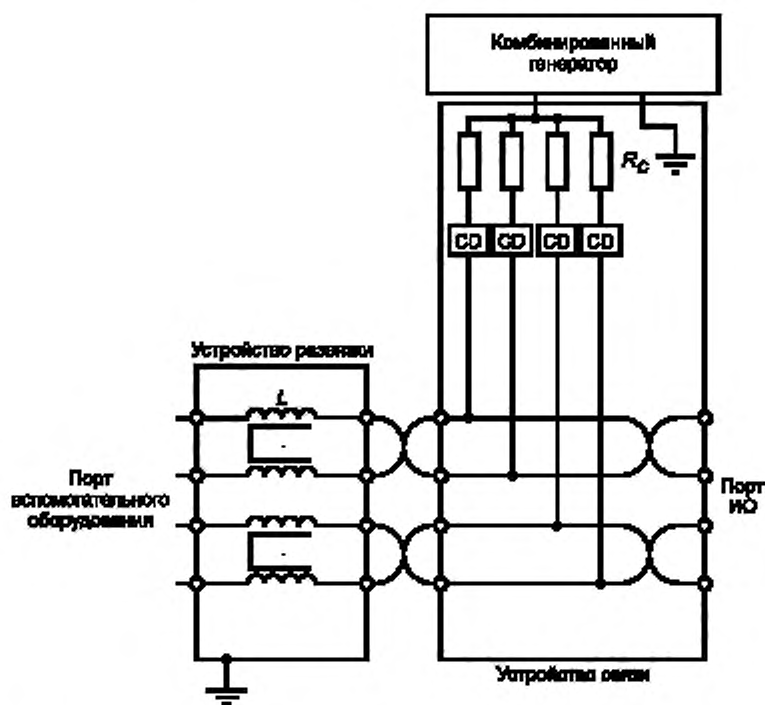 Комбинированный
генератор
R_C
CD CD CD CD
Устройство развязки
L
Порт
вспомогательного
оборудования
Порт
ИО
Устройство связи